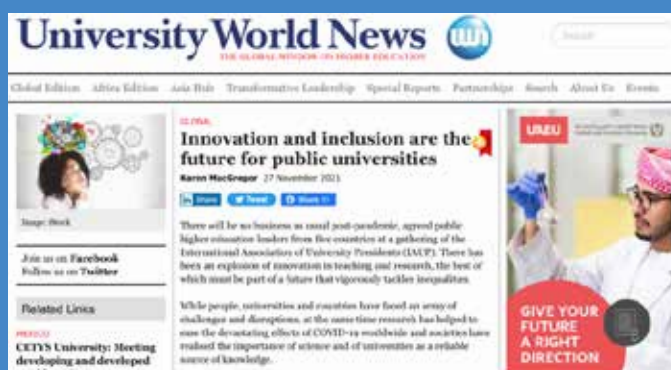 University World News
THE GLOBAL WINDOW ON HIGHER EDUCATION
Search
Global Edition Africa Edition Asia Hub Transformative Leadership Special Reports Partnerships Search About Us Events
GLOBAL
Innovation and inclusion are the
future for public universities
Karen MacGregor 27 November 2021
in Share Tweet Share
There will be no business as usual post-pandemic, agreed public
higher education leaders from five countries at a gathering of the
International Association of University Presidents (IAUP). There has
been an explosion of innovation in teaching and research, the best of
which must be part of a future that vigorously tackles inequalities.
While people, universities and countries have faced an array of
challenges and disruptions, at the same time research has helped to
ease the devastating effects of COVID-19 worldwide and societies have
realised the importance of science and of universities as a reliable
source of knowledge.
Image: iStock
Join us on Facebook
Follow us on Twitter
Related Links
MEXICO
CETYS University: Meeting
developing and developed
UAEU
GIVE YOUR
FUTURE
A RIGHT
DIRECTION